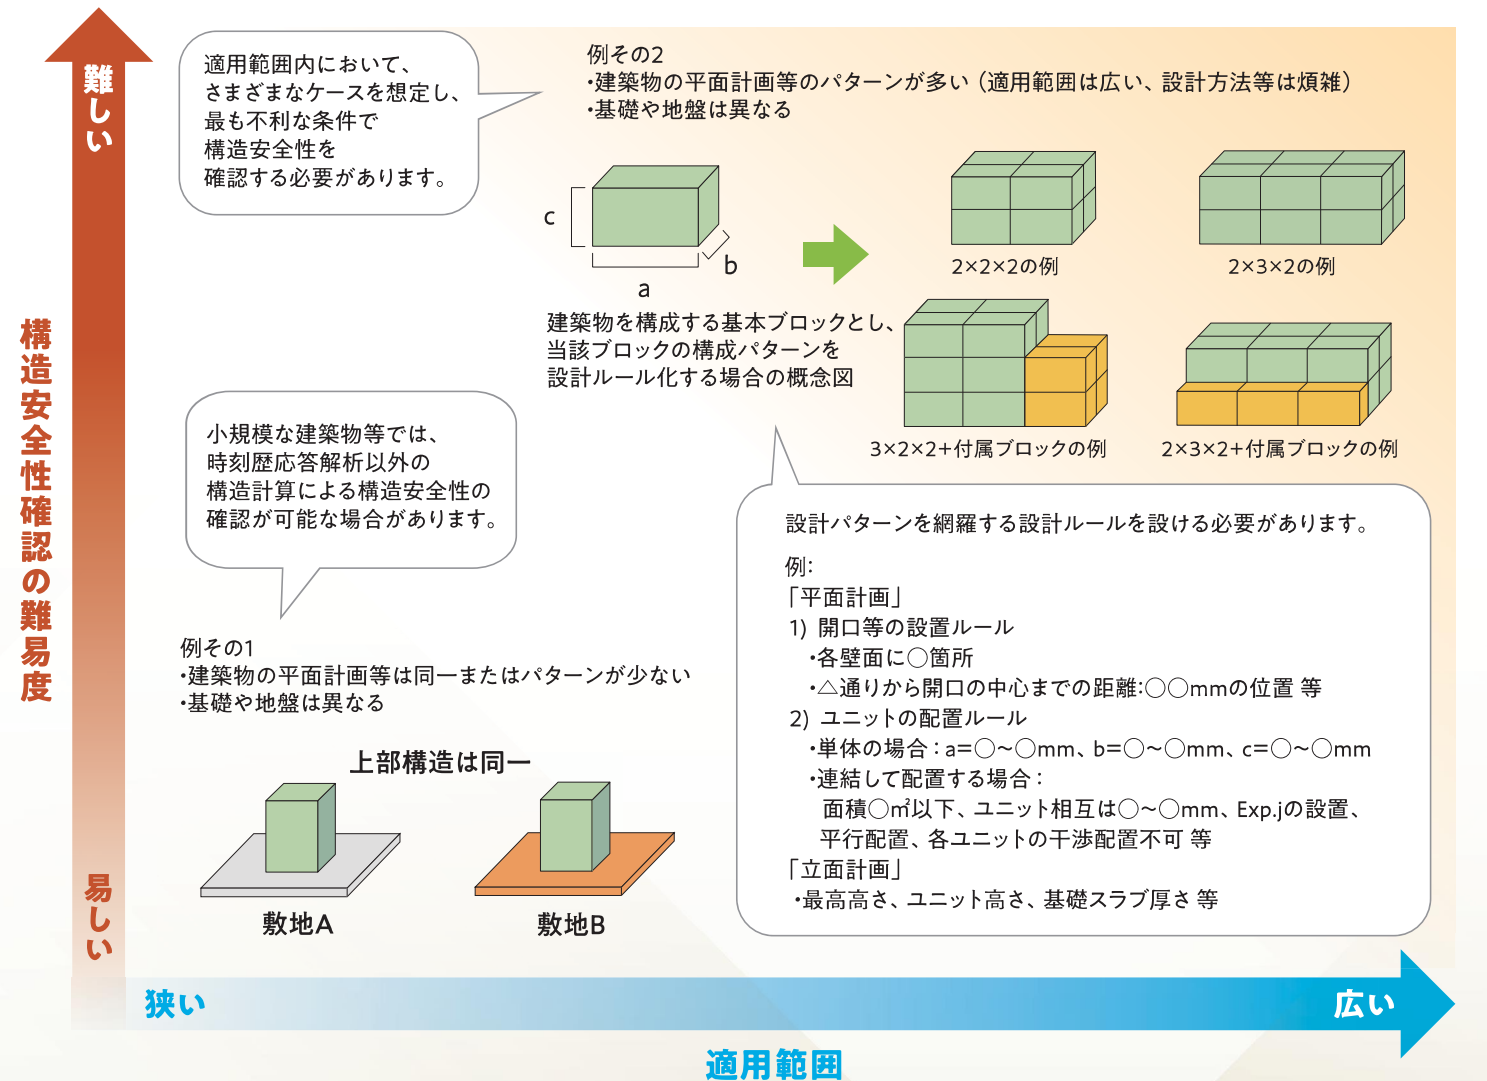 難しい
適用範囲内において、
さまざまなケースを想定し、
最も不利な条件で
構造安全性を
確認する必要があります。
例その2
・建築物の平面計画等のパターンが多い（適用範囲は広い、設計方法等は煩雑）
・基礎や地盤は異なる
c
b
a
建築物を構成する基本ブロックとし、
当該ブロックの構成パターンを
設計ルール化する場合の概念図
2×2×2の例
2×3×2の例
3×2×2+付属ブロックの例
2×3×2+付属ブロックの例
構造安全性確認の難易度
小規模な建築物等では、
時刻歴応答解析以外の
構造計算による構造安全性の
確認が可能な場合があります。
設計パターンを網羅する設計ルールを設ける必要があります。
例：
「平面計画」
1) 開口等の設置ルール
・各壁面に○箇所
・△通りから開口の中心までの距離：○○mmの位置 等
2) ユニットの配置ルール
・単体の場合：a=○～○mm、b=○～○mm、c=○～○mm
・連結して配置する場合：
面積○㎡以下、ユニット相互は○～○mm、Exp.jの設置、
平行配置、各ユニットの干渉配置不可 等
「立面計画」
・最高高さ、ユニット高さ、基礎スラブ厚さ 等
例その1
・建築物の平面計画等は同一またはパターンが少ない
・基礎や地盤は異なる
上部構造は同一
敷地A
敷地B
易しい
狭い
広い
適用範囲